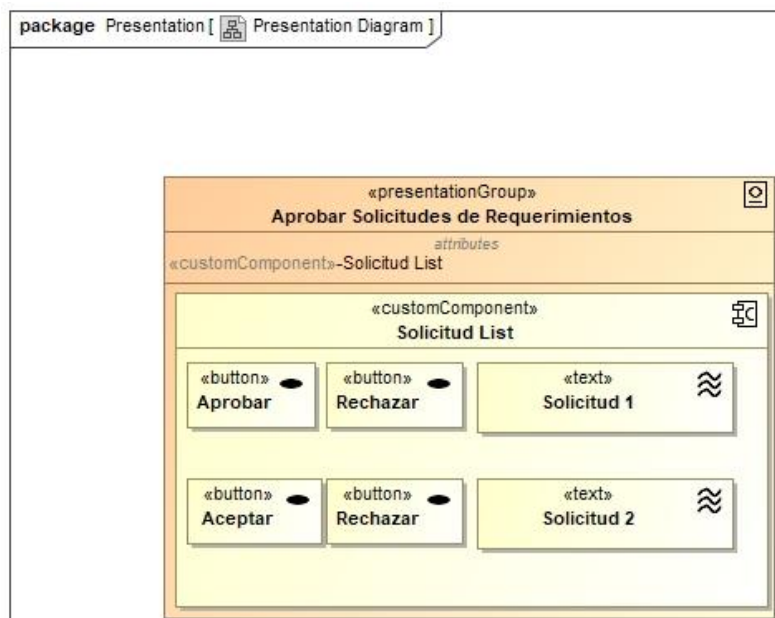 package Presentation [ Presentation Diagram ]
«presentationGroup»
Aprobar Solicitudes de Requerimientos
attributes
«customComponent»-Solicitud List
«customComponent»
Solicitud List
«button» «button» «text»
Aprobar Rechazar Solicitud 1
«button» «button» «text»
Aceptar Rechazar Solicitud 2